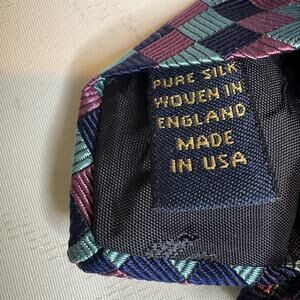 PURE SILK
WOVEN IN
ENGLAND
MADE
IN USA